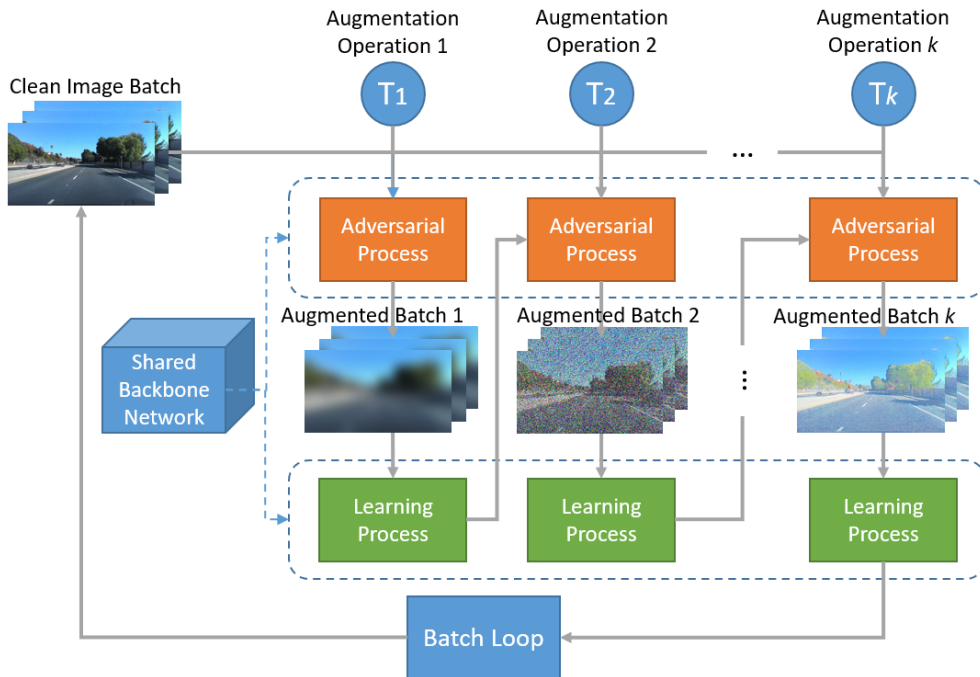 Augmentation
Operation 1
Augmentation
Operation 2
Augmentation
Operation k
Clean Image Batch
T1
T2
Tk
...
Adversarial
Process
Adversarial
Process
Adversarial
Process
Augmented Batch 1
Augmented Batch 2
Augmented Batch k
Shared
Backbone
Network
...
Learning
Process
Learning
Process
Learning
Process
Batch Loop